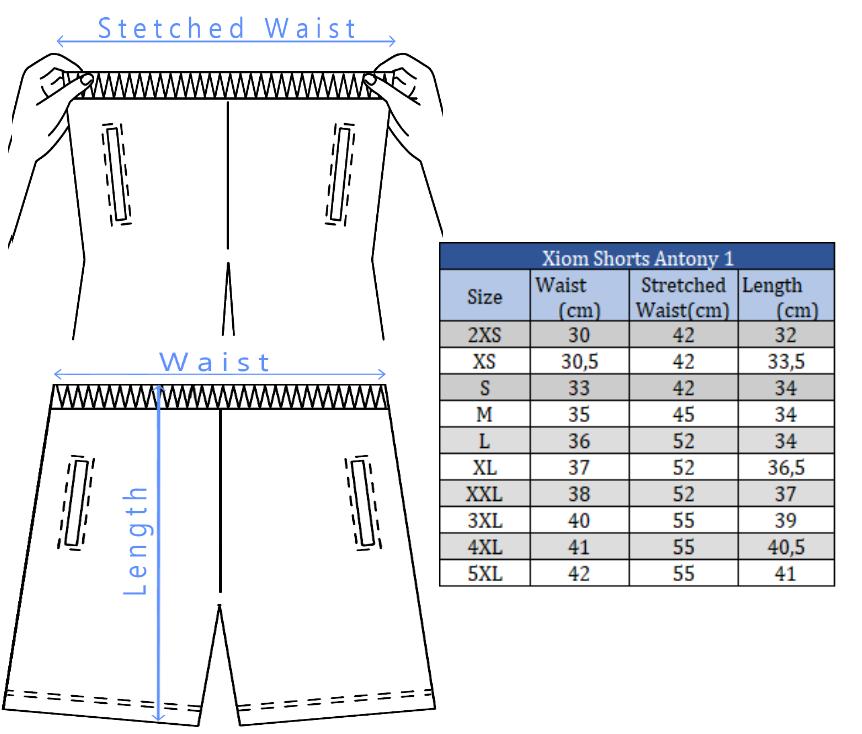 Stetched Waist
Waist
Length
Xiom Shorts Antony 1
Size Waist (cm) Stretched Waist(cm) Length (cm)
2XS 30 42 32
XS 30,5 42 33,5
S 33 42 34
M 35 45 34
L 36 52 34
XL 37 52 36,5
XXL 38 52 37
3XL 40 55 39
4XL 41 55 40,5
5XL 42 55 41